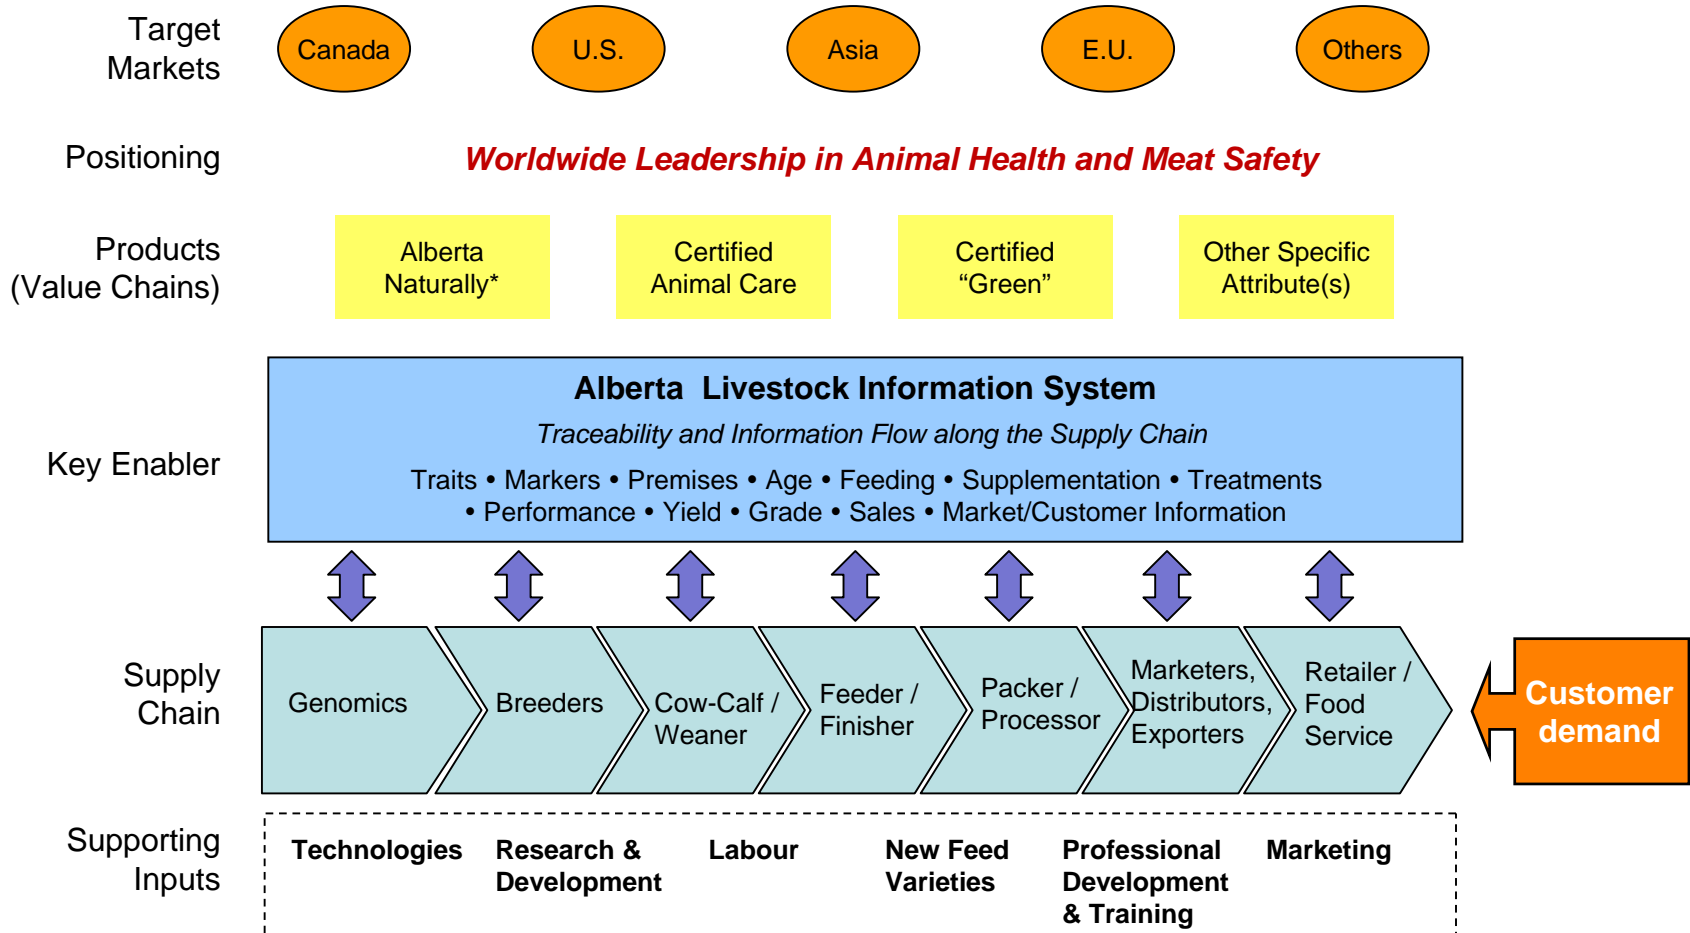 Target
Markets
Canada
U.S.
Asia
E.U.
Others
Positioning
Worldwide Leadership in Animal Health and Meat Safety
Products
(Value Chains)
Alberta
Naturally*
Certified
Animal Care
Certified
“Green”
Other Specific
Attribute(s)
Key Enabler
Alberta Livestock Information System
Traceability and Information Flow along the Supply Chain
Traits • Markers • Premises • Age • Feeding • Supplementation • Treatments
• Performance • Yield • Grade • Sales • Market/Customer Information
Supply
Chain
Genomics
Breeders
Cow-Calf /
Weaner
Feeder /
Finisher
Packer /
Processor
Marketers,
Distributors,
Exporters
Retailer /
Food
Service
Customer
demand
Supporting
Inputs
Technologies
Research &
Development
Labour
New Feed
Varieties
Professional
Development
& Training
Marketing